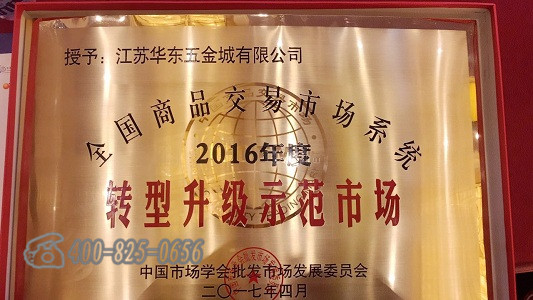 授予：江苏华东五金城有限公司
全国商品交易市场系统
2016年度
转型升级示范市场
400-825-0656
中国市场学会批发市场发展委员会
二〇一七年四月